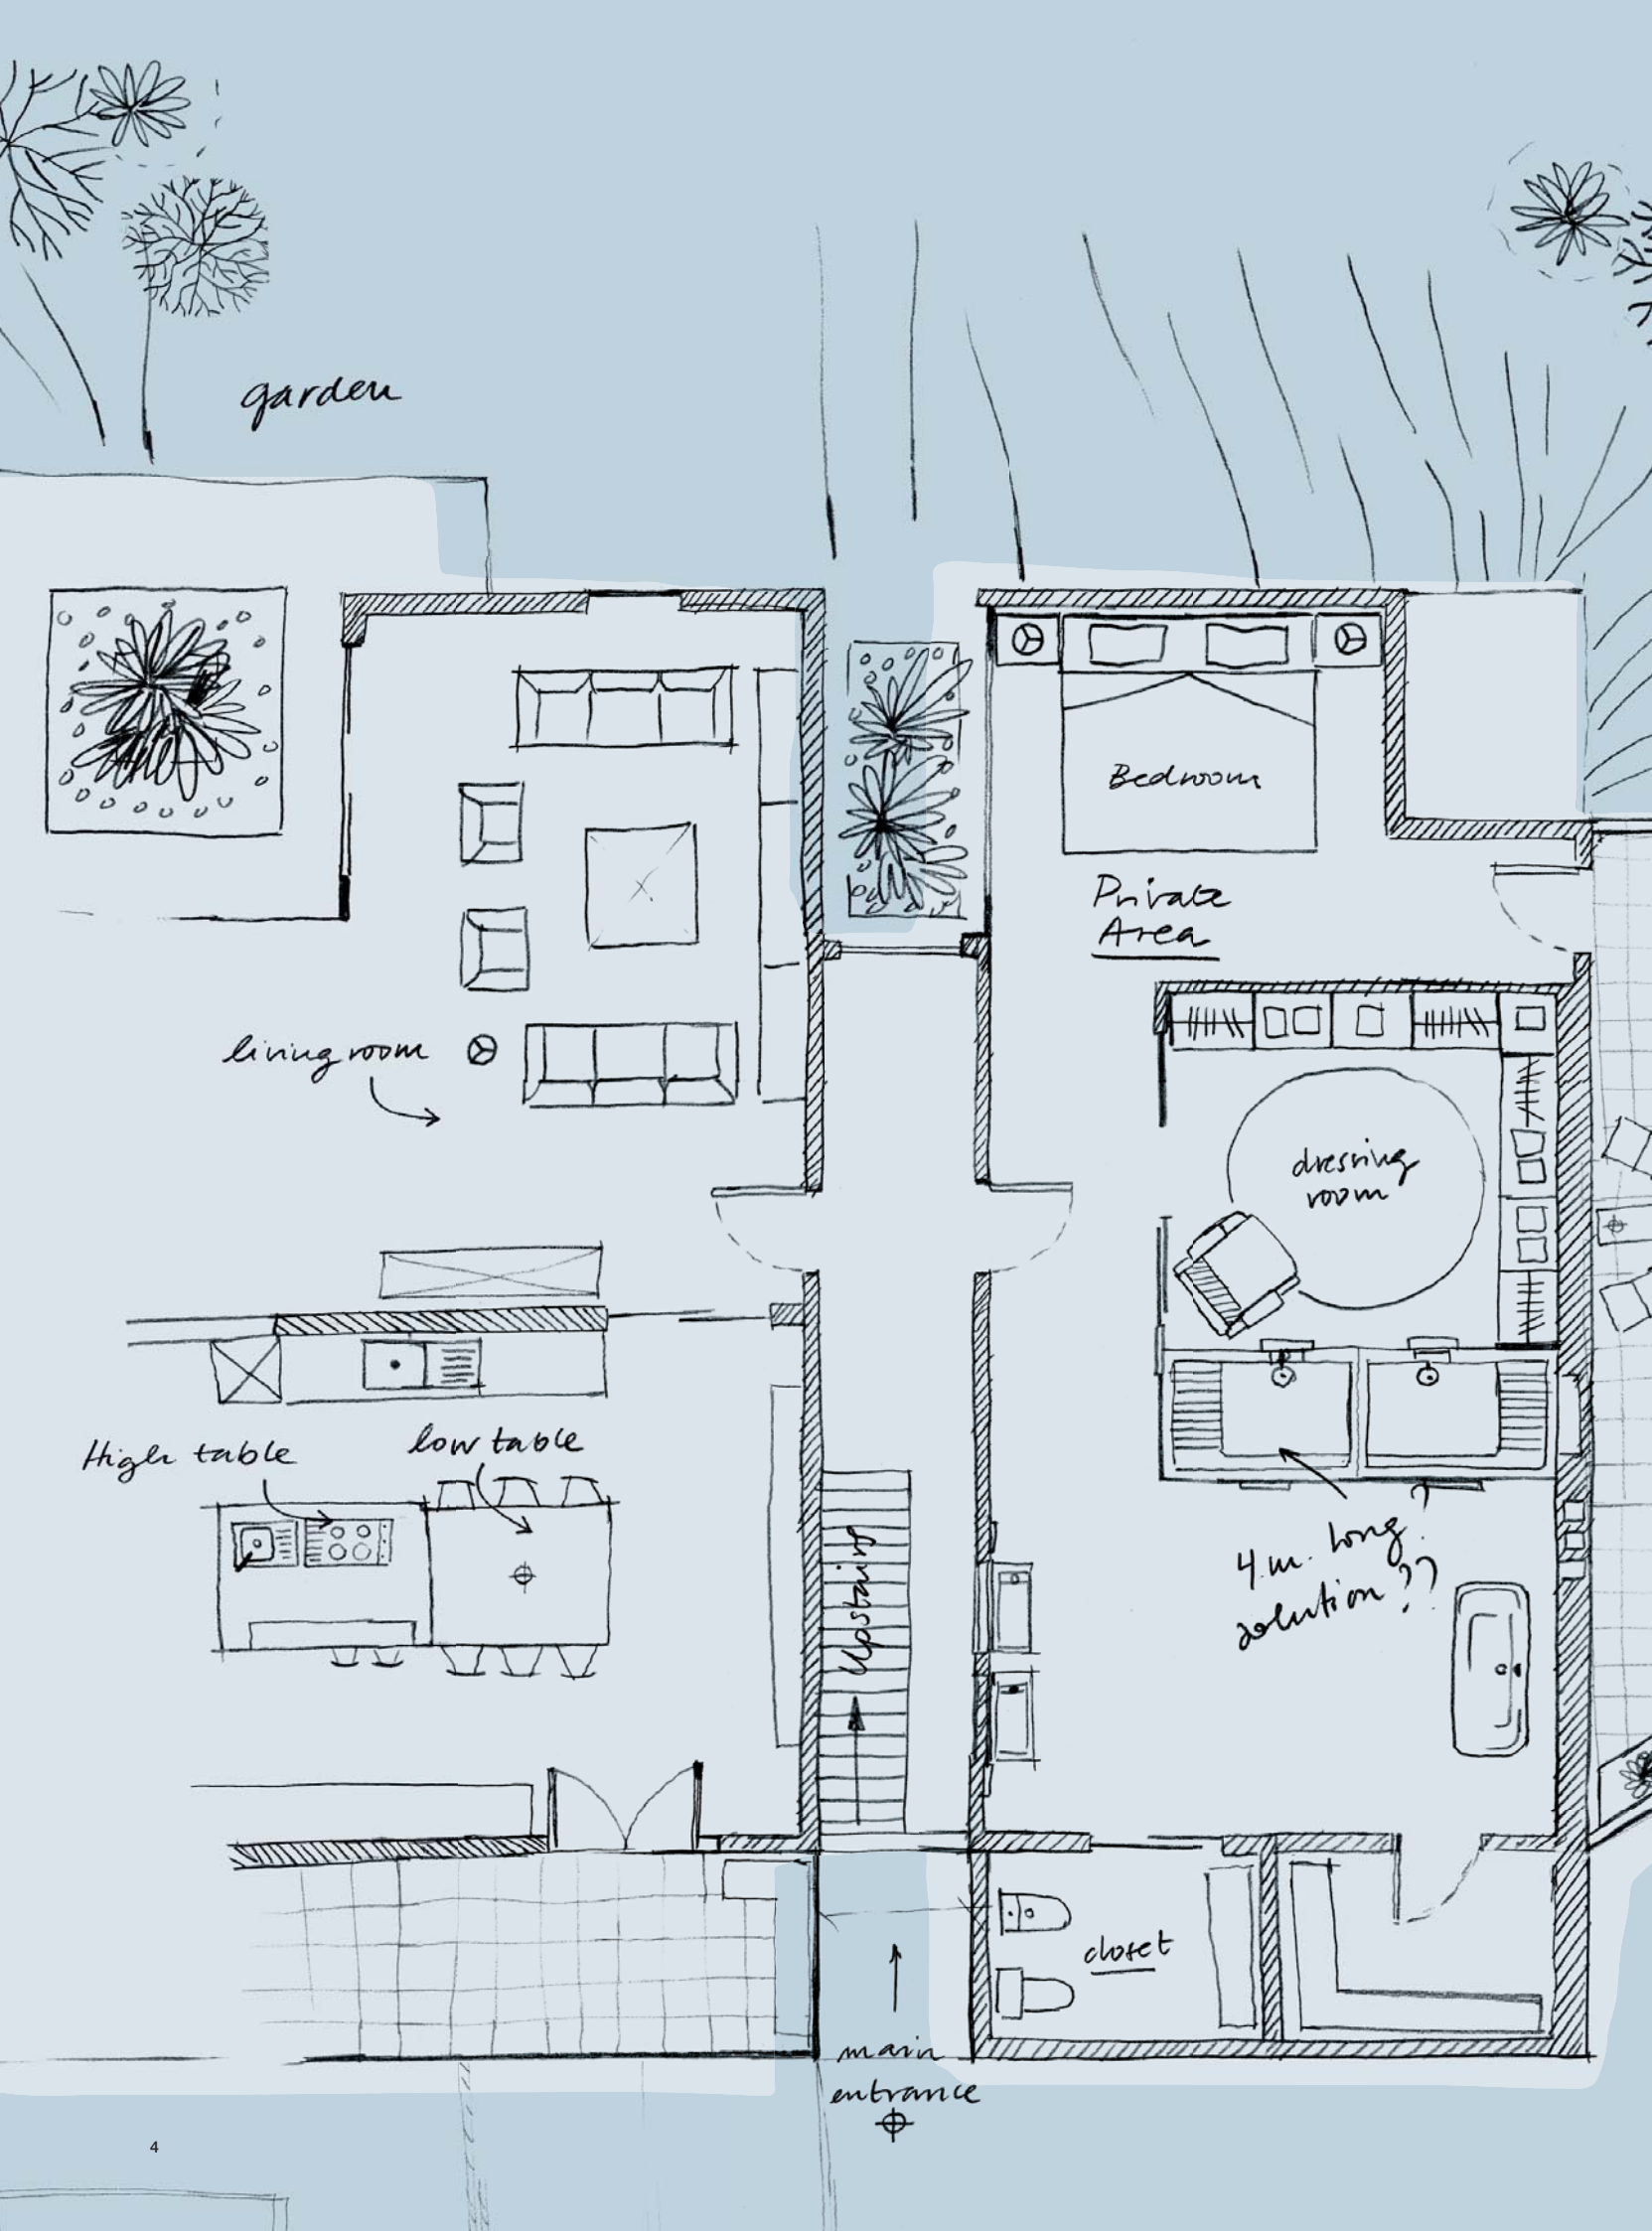 garden
Bedroom
Private
Area
living room
dressing
room
High table
low table
Upstairs
4 m. long ?
solution ??
closet
main
entrance
4